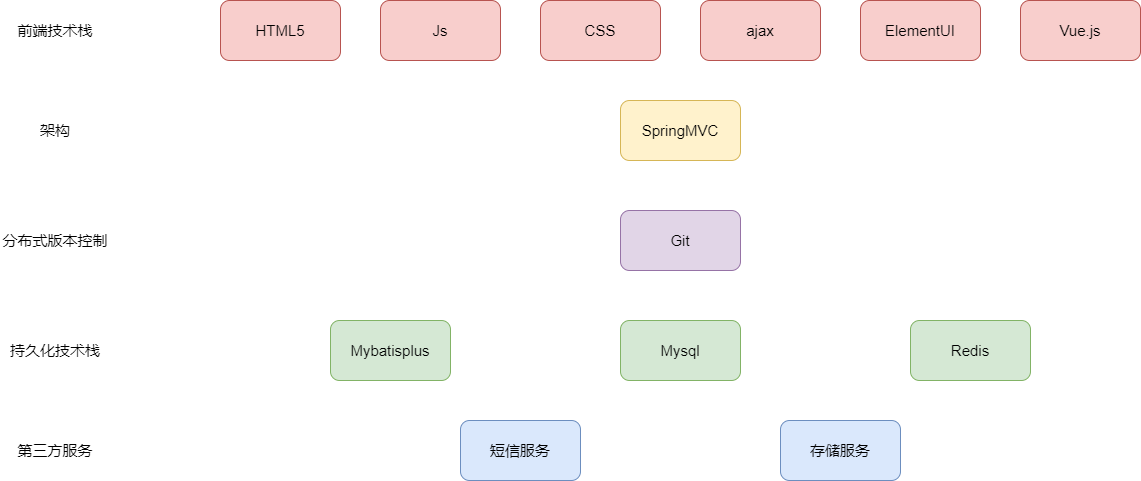 前端技术栈
HTML5
Js
CSS
ajax
ElementUI
Vue.js
架构
SpringMVC
分布式版本控制
Git
持久化技术栈
Mybatisplus
Mysql
Redis
第三方服务
短信服务
存储服务